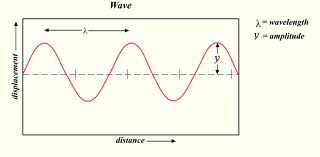 Wave
λ
λ = wavelength
y = amplitude
y
displacement
distance